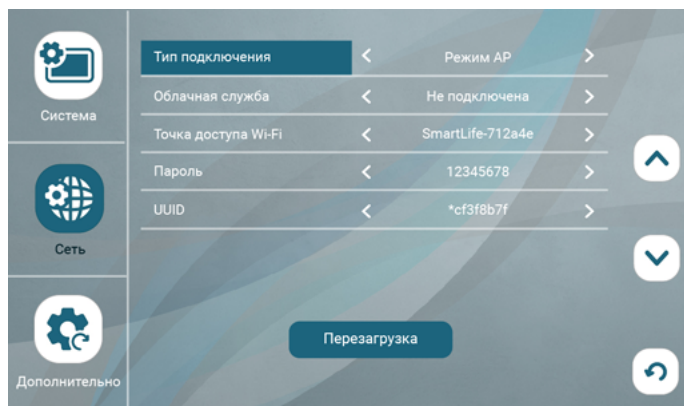 Система
Сеть
Дополнительно
Тип подключения < Режим AP >
Облачная служба < Не подключена >
Точка доступа Wi-Fi < SmartLife-712a4e >
Пароль < 12345678 >
UUID < *cf3f8b7f >
Перезагрузка